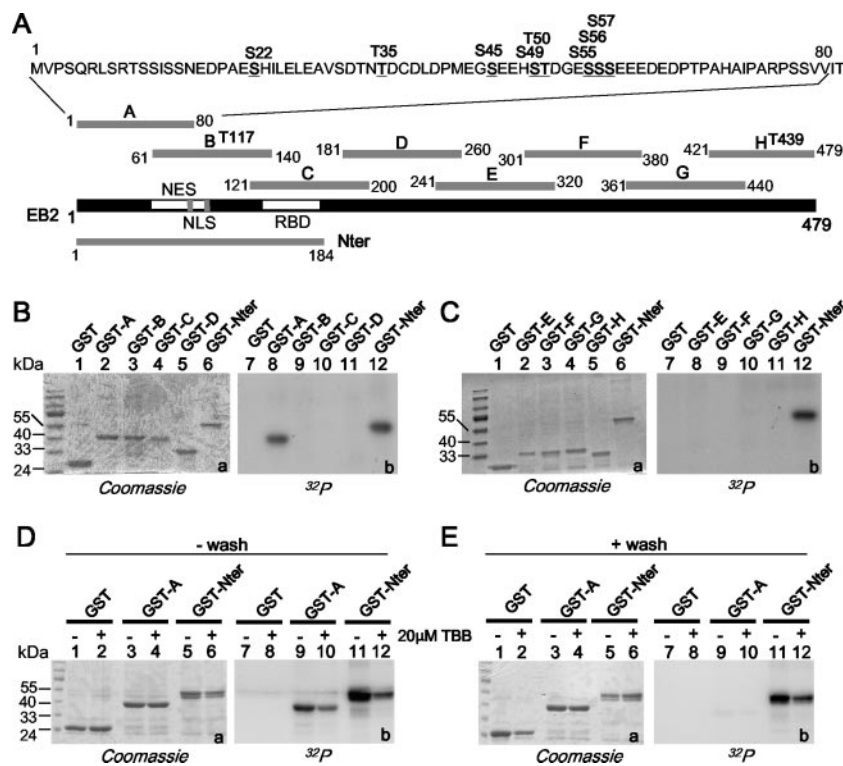 A
S57
T50 S56
S22 T35 S45 S49 S55
1 80
MVPSQRLSRTSSISSNEDPAESHILELEAVSDTNTDCDLDPMEGSEEHSTDGESSSEEEDEDPTPAHAIPARPSSVVIT
A
1 80
B T117 D F H T439
61 140 181 260 301 380 421 479
C E G
121 200 241 320 361 440
NES
EB2 1 479
NLS RBD
Nter
1 184
B
GST GST-A GST-B GST-C GST-D GST-Nter GST GST-A GST-B GST-C GST-D GST-Nter
kDa 1 2 3 4 5 6 7 8 9 10 11 12
55
40
33
24
a b
Coomassie 32P
C
GST GST-E GST-F GST-G GST-H GST-Nter GST GST-E GST-F GST-G GST-H GST-Nter
1 2 3 4 5 6 7 8 9 10 11 12
55
40
33
a b
Coomassie 32P
D
- wash
GST GST-A GST-Nter GST GST-A GST-Nter
- + - + - + - + - + - + 20µM TBB
kDa 1 2 3 4 5 6 7 8 9 10 11 12
55
40
33
24
a b
Coomassie 32P
E
+ wash
GST GST-A GST-Nter GST GST-A GST-Nter
- + - + - + - + - + - +
1 2 3 4 5 6 7 8 9 10 11 12
a b
Coomassie 32P